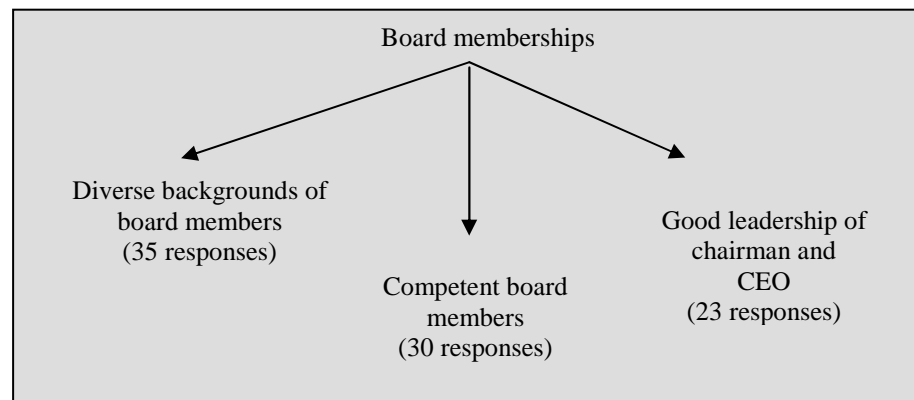 Board memberships
Diverse backgrounds of
board members
(35 responses)
Competent board
members
(30 responses)
Good leadership of
chairman and
CEO
(23 responses)